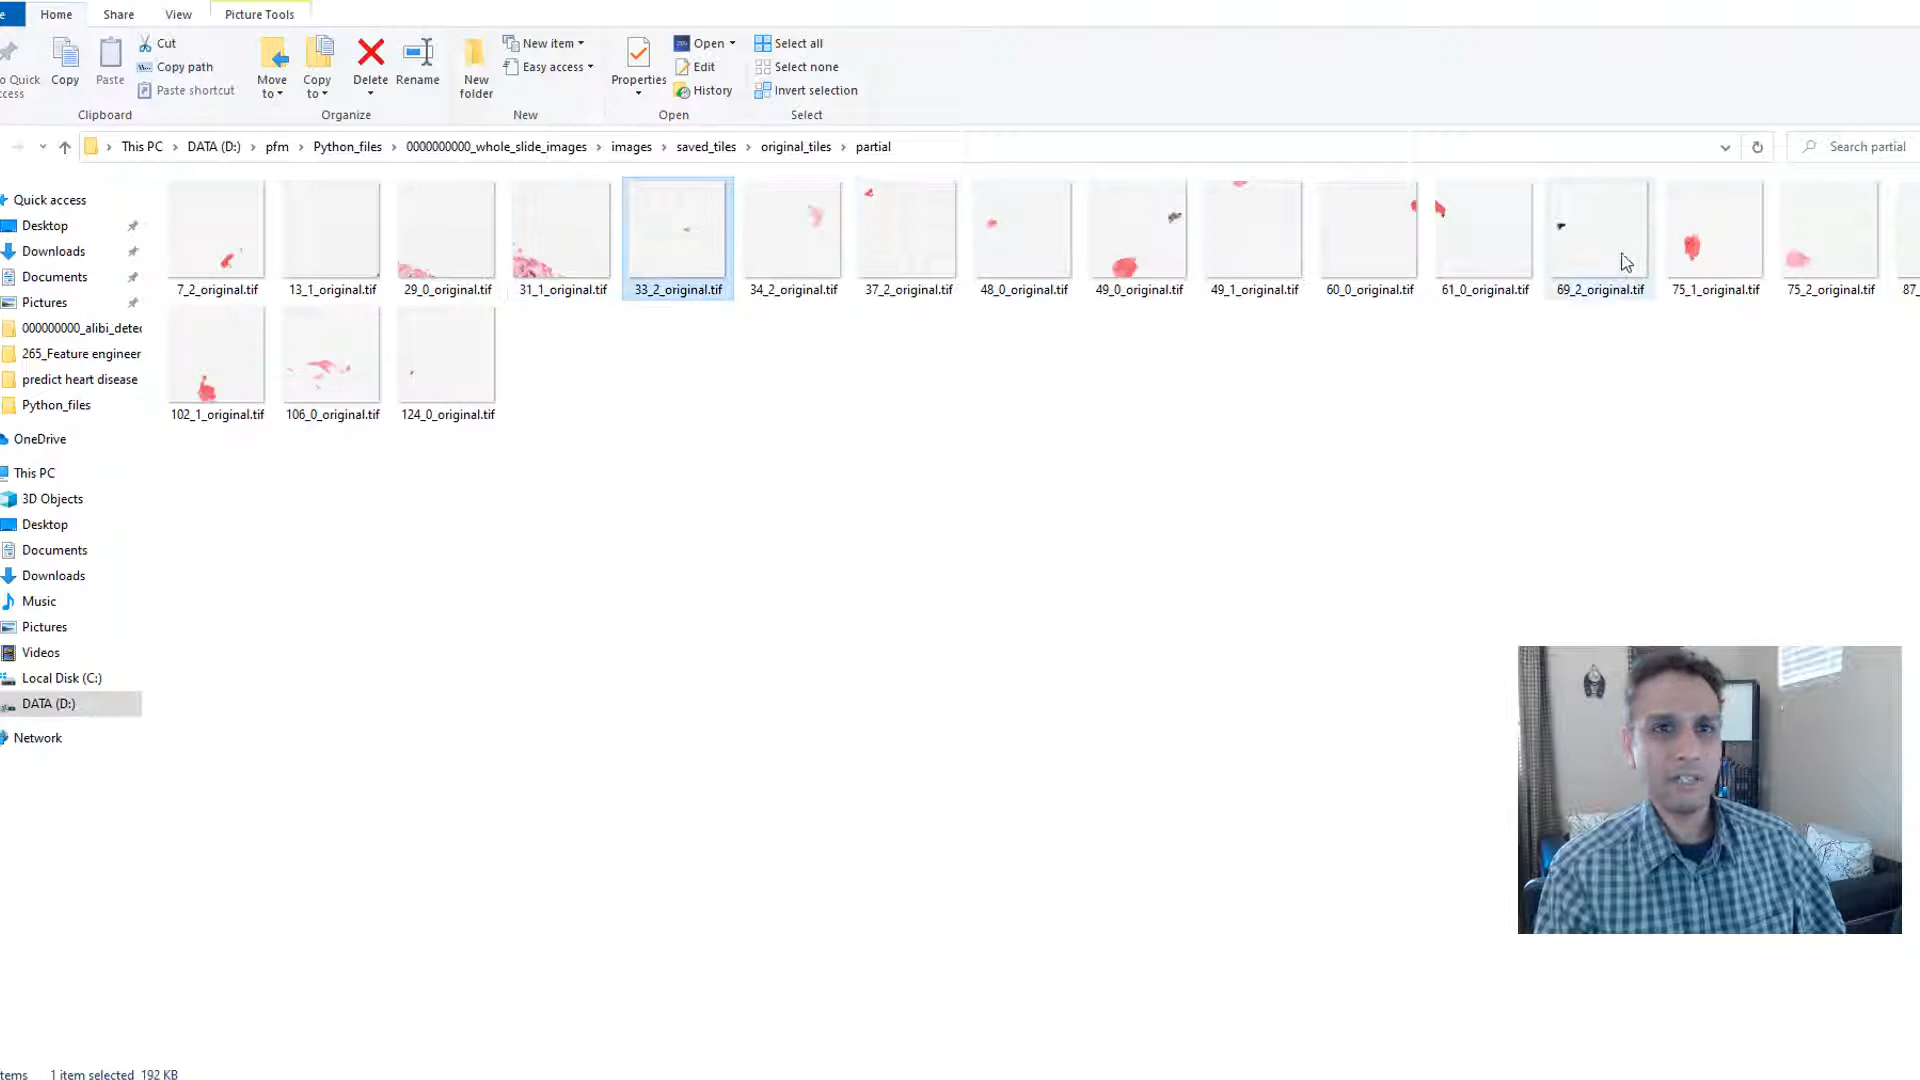 e Home Share View Picture Tools
Cut
Copy path
Paste shortcut
o Quick
ccess
Copy
Paste
Clipboard
Move
to
Copy
to
Delete
Rename
Organize
New
folder
New item
Easy access
New
Properties
Open
Edit
History
Open
Select all
Select none
Invert selection
Select
This PC > DATA (D:) > pfm > Python_files > 0000000000_whole_slide_images > images > saved_tiles > original_tiles > partial
Search partial
Quick access
Desktop
Downloads
Documents
Pictures
000000000_alibi_detec
265_Feature engineer
predict heart disease
Python_files
OneDrive
This PC
3D Objects
Desktop
Documents
Downloads
Music
Pictures
Videos
Local Disk (C:)
DATA (D:)
Network
7_2_original.tif 13_1_original.tif 29_0_original.tif 31_1_original.tif 33_2_original.tif 34_2_original.tif 37_2_original.tif 48_0_original.tif 49_0_original.tif 49_1_original.tif 60_0_original.tif 61_0_original.tif 69_2_original.tif 75_1_original.tif 75_2_original.tif 87_
102_1_original.tif 106_0_original.tif 124_0_original.tif
tems 1 item selected 192 KB